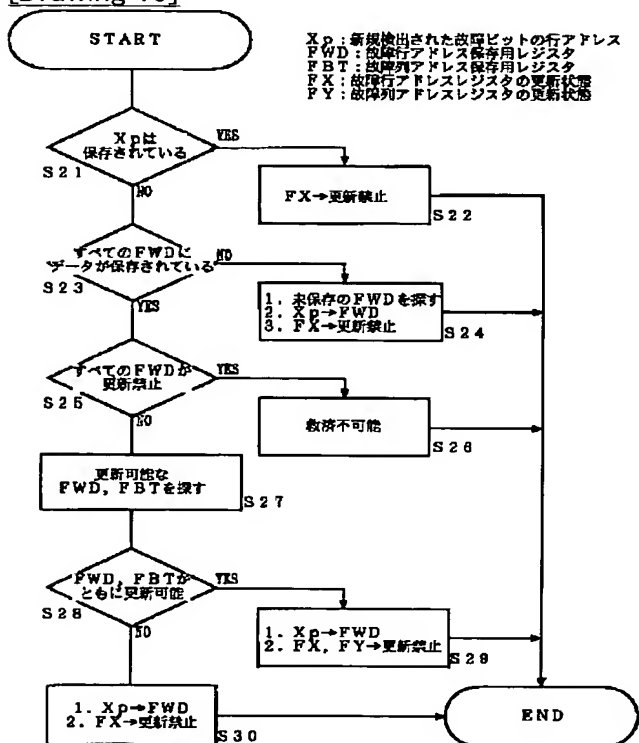 START
Xp:新規検出された故障ビットの行アドレス
FWD:故障行アドレス保存用レジスタ
FBT:故障列アドレス保存用レジスタ
FX:故障行アドレスレジスタの更新状態
FY:故障列アドレスレジスタの更新状態
Xpは
保存されている
YES
S21
NO
FX→更新禁止
S22
すべてのFWDに
データが保存されている
NO
S23
YES
1. 未保存のFWDを探す
2. Xp→FWD
3. FX→更新禁止
S24
すべてのFWDが
更新禁止
YES
S25
NO
救済不可能
S26
更新可能な
FWD, FBTを探す
S27
FWD, FBTが
ともに更新可能
YES
S28
NO
1. Xp→FWD
2. FX, FY→更新禁止
S29
1. Xp→FWD
2. FX→更新禁止
S30
END